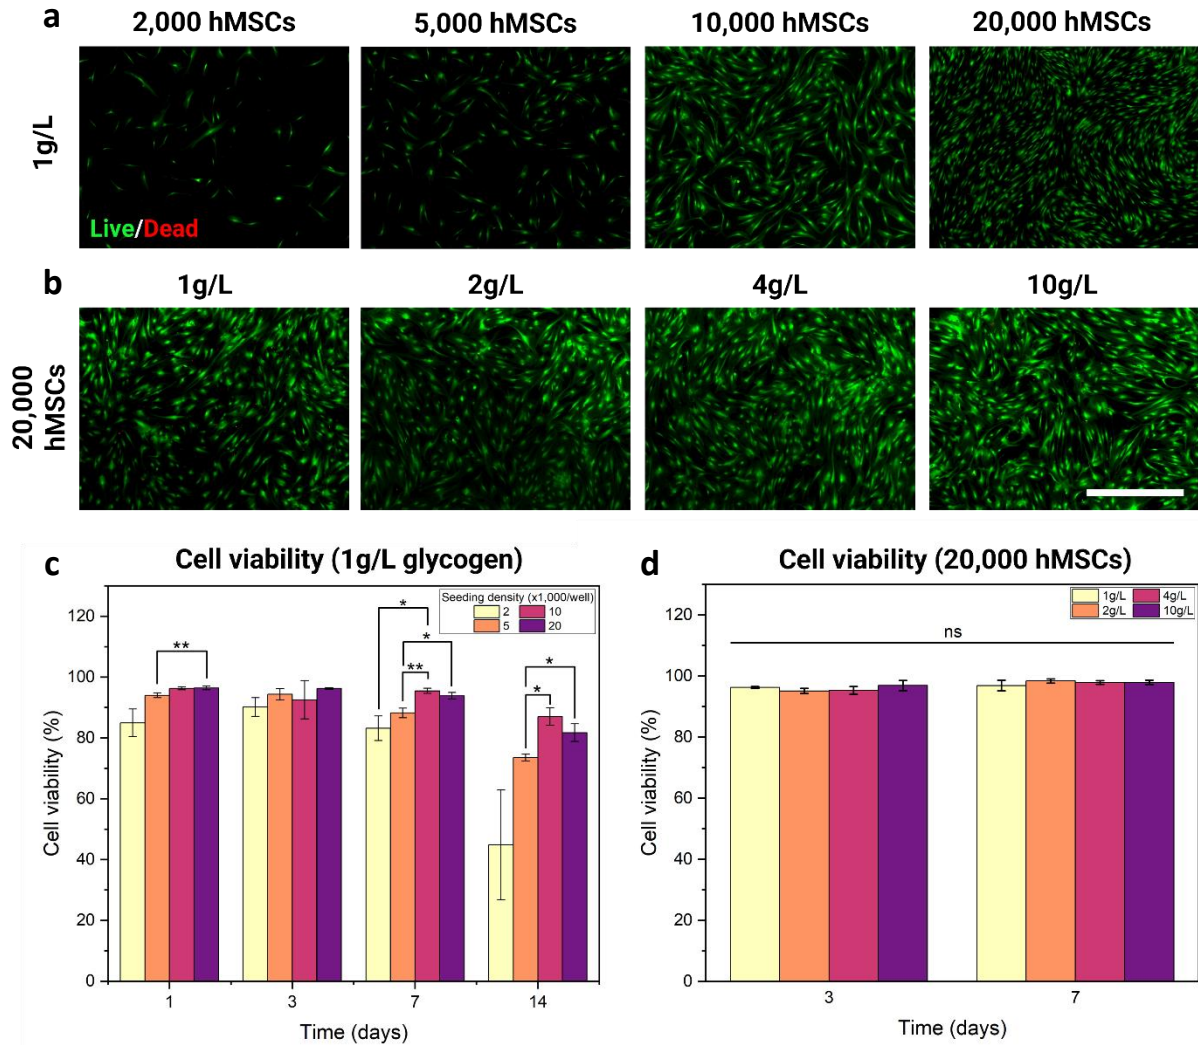 a
2,000 hMSCs
5,000 hMSCs
10,000 hMSCs
20,000 hMSCs
1g/L
Live/Dead
b
1g/L
2g/L
4g/L
10g/L
20,000
hMSCs
c
Cell viability (1g/L glycogen)
Cell viability (%)
120
100
80
60
40
20
0
Seeding density (x1,000/well)
2
10
5
20
**
*
*
**
*
*
1
3
7
14
Time (days)
d
Cell viability (20,000 hMSCs)
Cell viability (%)
120
100
80
60
40
20
0
1g/L
4g/L
2g/L
10g/L
ns
3
7
Time (days)